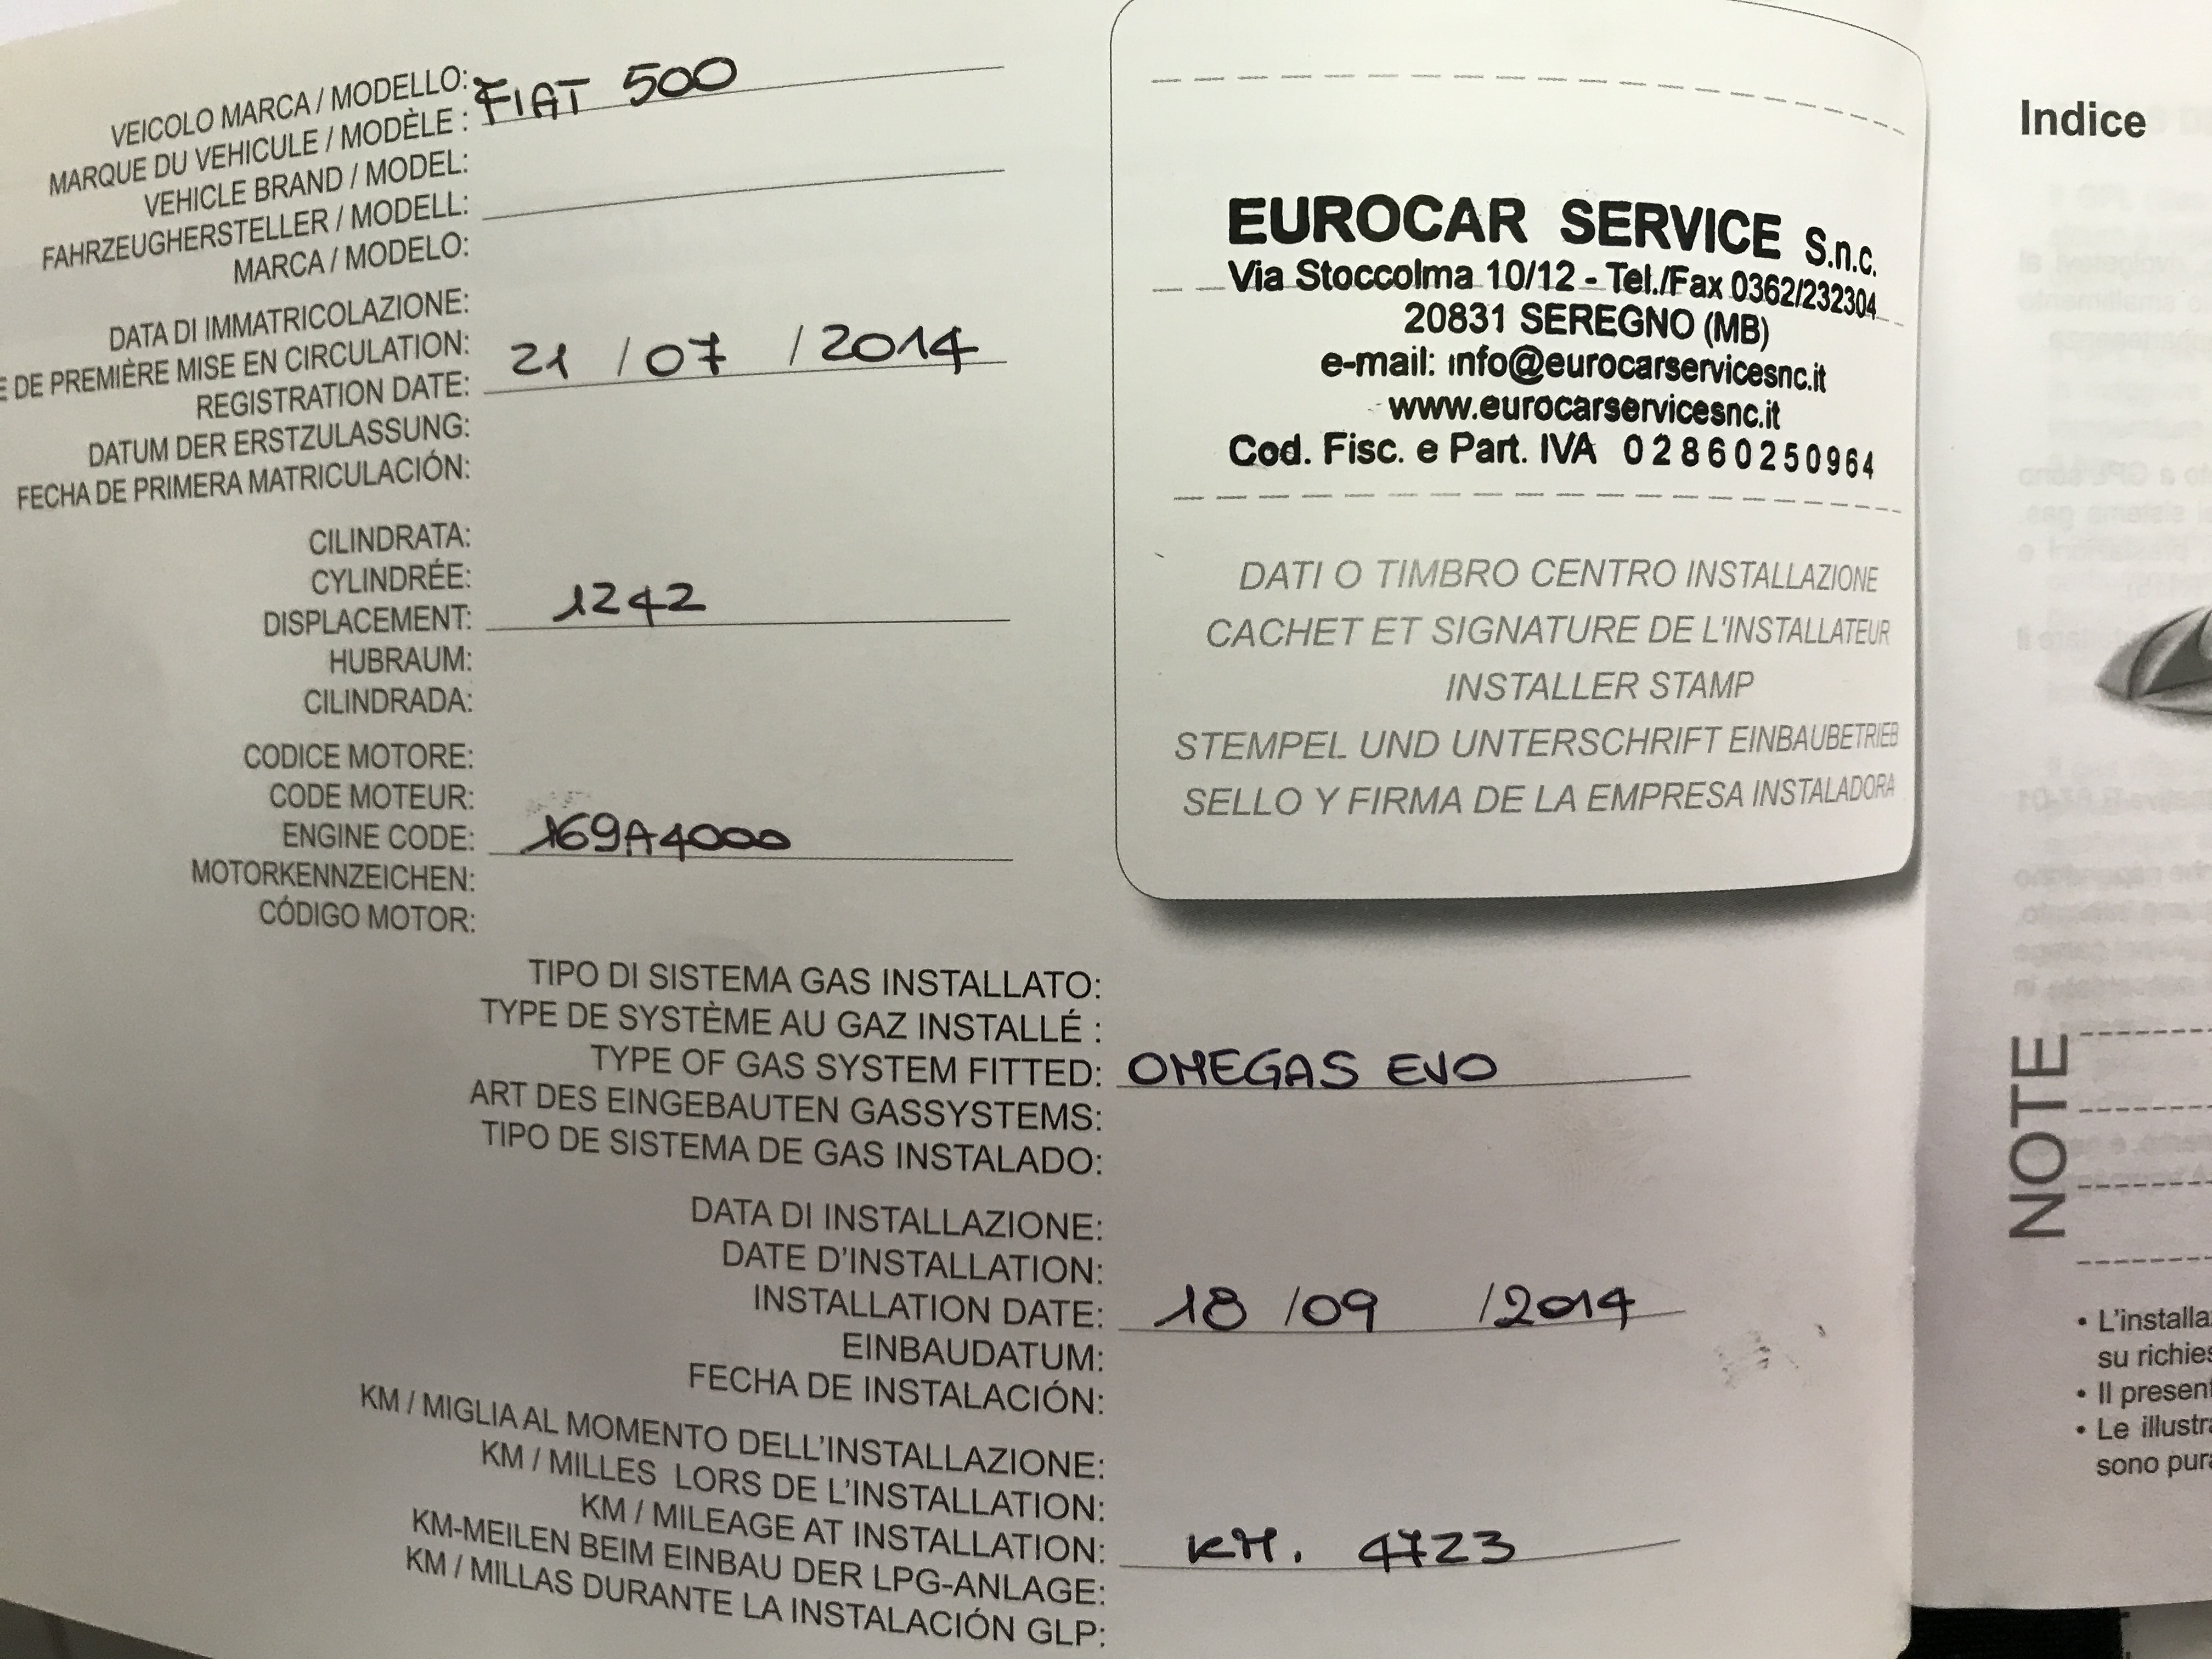 VEICOLO MARCA / MODELLO:
MARQUE DU VEHICULE / MODÈLE :
VEHICLE BRAND / MODEL:
FAHRZEUGHERSTELLER / MODELL:
MARCA / MODELO:
FIAT 500
DATA DI IMMATRICOLAZIONE:
DE PREMIÈRE MISE EN CIRCULATION:
REGISTRATION DATE:
DATUM DER ERSTZULASSUNG:
FECHA DE PRIMERA MATRICULACIÓN:
21 / 07 / 2014
CILINDRATA:
CYLINDRÉE:
DISPLACEMENT:
HUBRAUM:
CILINDRADA:
1242
CODICE MOTORE:
CODE MOTEUR:
ENGINE CODE:
MOTORKENNZEICHEN:
CÓDIGO MOTOR:
169A4000
EUROCAR SERVICE S.n.c.
Via Stoccolma 10/12 - Tel./Fax 0362/232304
20831 SEREGNO (MB)
e-mail: info@eurocarservicesnc.it
www.eurocarservicesnc.it
Cod. Fisc. e Part. IVA 02860250964
DATI O TIMBRO CENTRO INSTALLAZIONE
CACHET ET SIGNATURE DE L'INSTALLATEUR
INSTALLER STAMP
STEMPEL UND UNTERSCHRIFT EINBAUBETRIEB
SELLO Y FIRMA DE LA EMPRESA INSTALADORA
TIPO DI SISTEMA GAS INSTALLATO:
TYPE DE SYSTÈME AU GAZ INSTALLÉ :
TYPE OF GAS SYSTEM FITTED:
ART DES EINGEBAUTEN GASSYSTEMS:
TIPO DE SISTEMA DE GAS INSTALADO:
OMEGAS EVO
DATA DI INSTALLAZIONE:
DATE D'INSTALLATION:
INSTALLATION DATE:
EINBAUDATUM:
FECHA DE INSTALACIÓN:
18 / 09 / 2014
KM / MIGLIA AL MOMENTO DELL'INSTALLAZIONE:
KM / MILLES LORS DE L'INSTALLATION:
KM / MILEAGE AT INSTALLATION:
KM-MEILEN BEIM EINBAU DER LPG-ANLAGE:
KM / MILLAS DURANTE LA INSTALACIÓN GLP:
KM. 4723
Indice
NOTE
• L'installa
su richies
• Il present
• Le illustra
sono pura